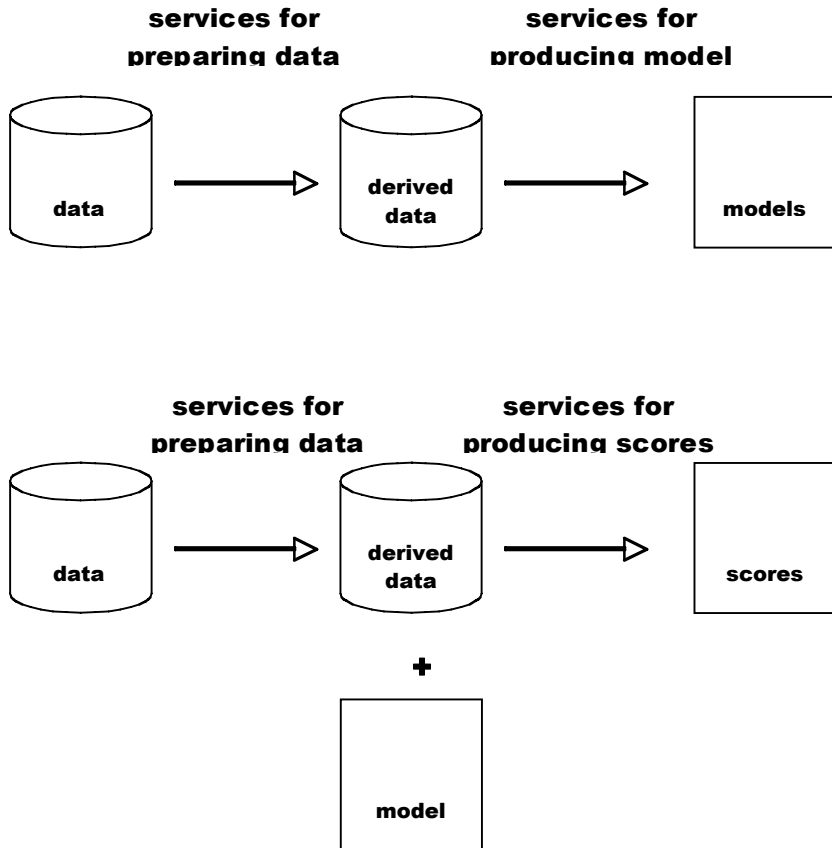 services for
preparing data
services for
producing model
data
derived
data
models
services for
preparing data
services for
producing scores
data
derived
data
scores
+
model